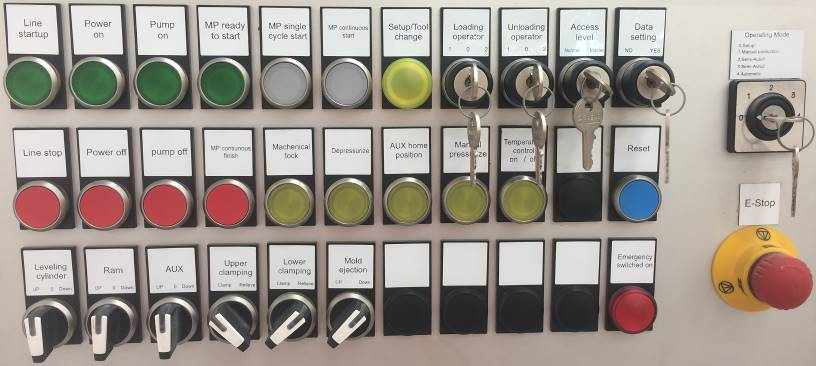 Line
startup
Power
on
Pump
on
MP ready
to start
MP single
cycle start
MP continuous
start
Setup/Tool
change
Loading
operator
1 0 2
Unloading
operator
1 0 2
Access
level
Normal Master
Data
setting
NO YES
Operating Mode
0.Setup
1.Manual production
2.Semi-Auto1
3.Semi-Auto2
4.Automatic
0 1 2 3
Line stop
Power off
pump off
MP continuous
finish
Machenical
lock
Depressurize
AUX home
position
Manual
pressurize
Temperature
control
on / off
Reset
E-Stop
Leveling
cylinder
UP 0 Down
Ram
UP 0 Down
AUX
UP 0 Down
Upper
clamping
Clamp Relieve
Lower
clamping
Clamp Relieve
Mold
ejection
UP Down
Emergency
switched on